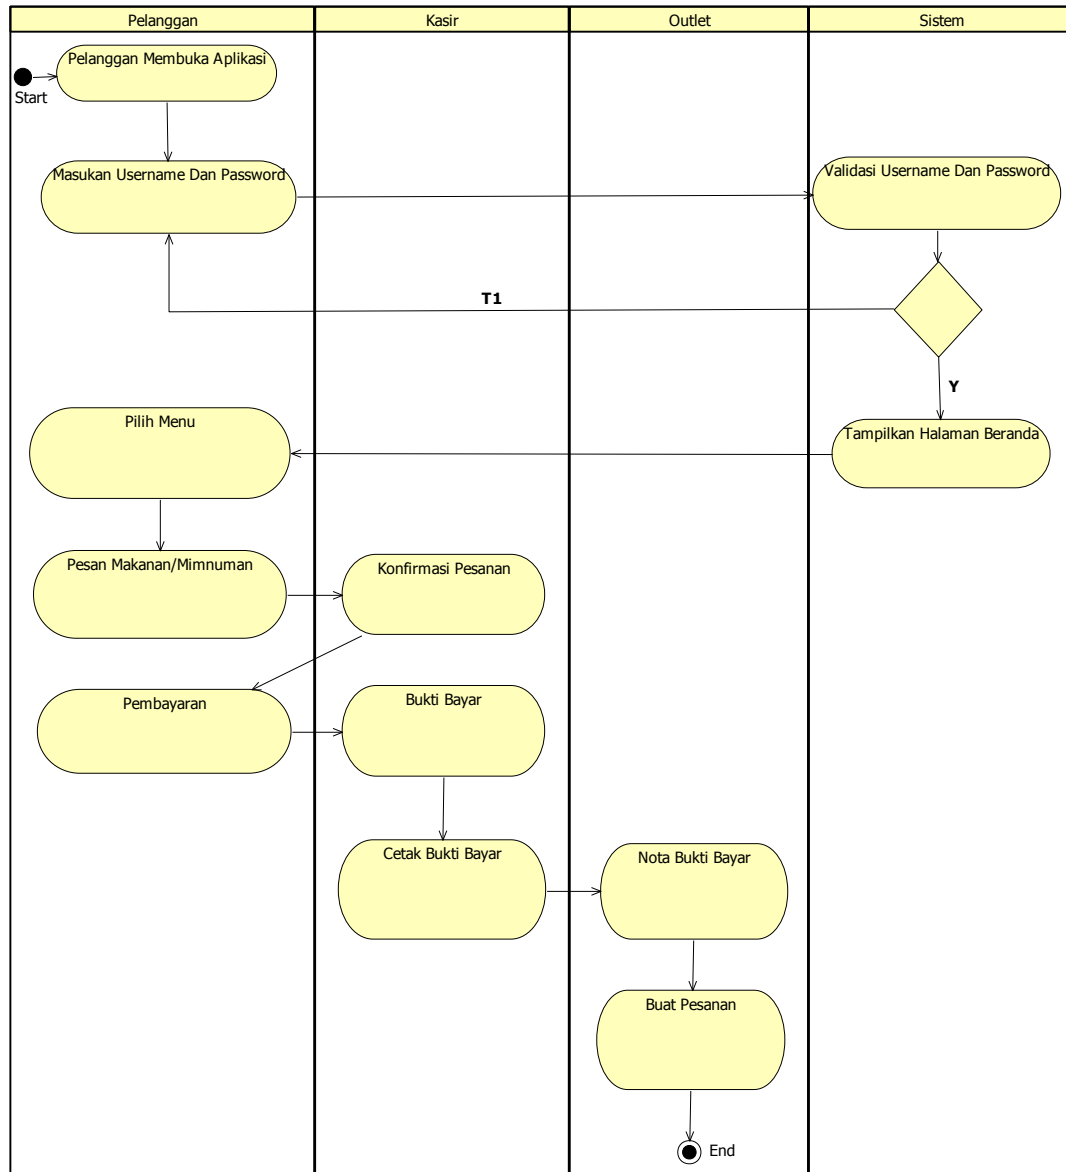 Pelanggan
Kasir
Outlet
Sistem
Pelanggan Membuka Aplikasi
Start
Masukan Username Dan Password
Validasi Username Dan Password
T1
Y
Pilih Menu
Tampilkan Halaman Beranda
Pesan Makanan/Mimnuman
Konfirmasi Pesanan
Pembayaran
Bukti Bayar
Cetak Bukti Bayar
Nota Bukti Bayar
Buat Pesanan
End